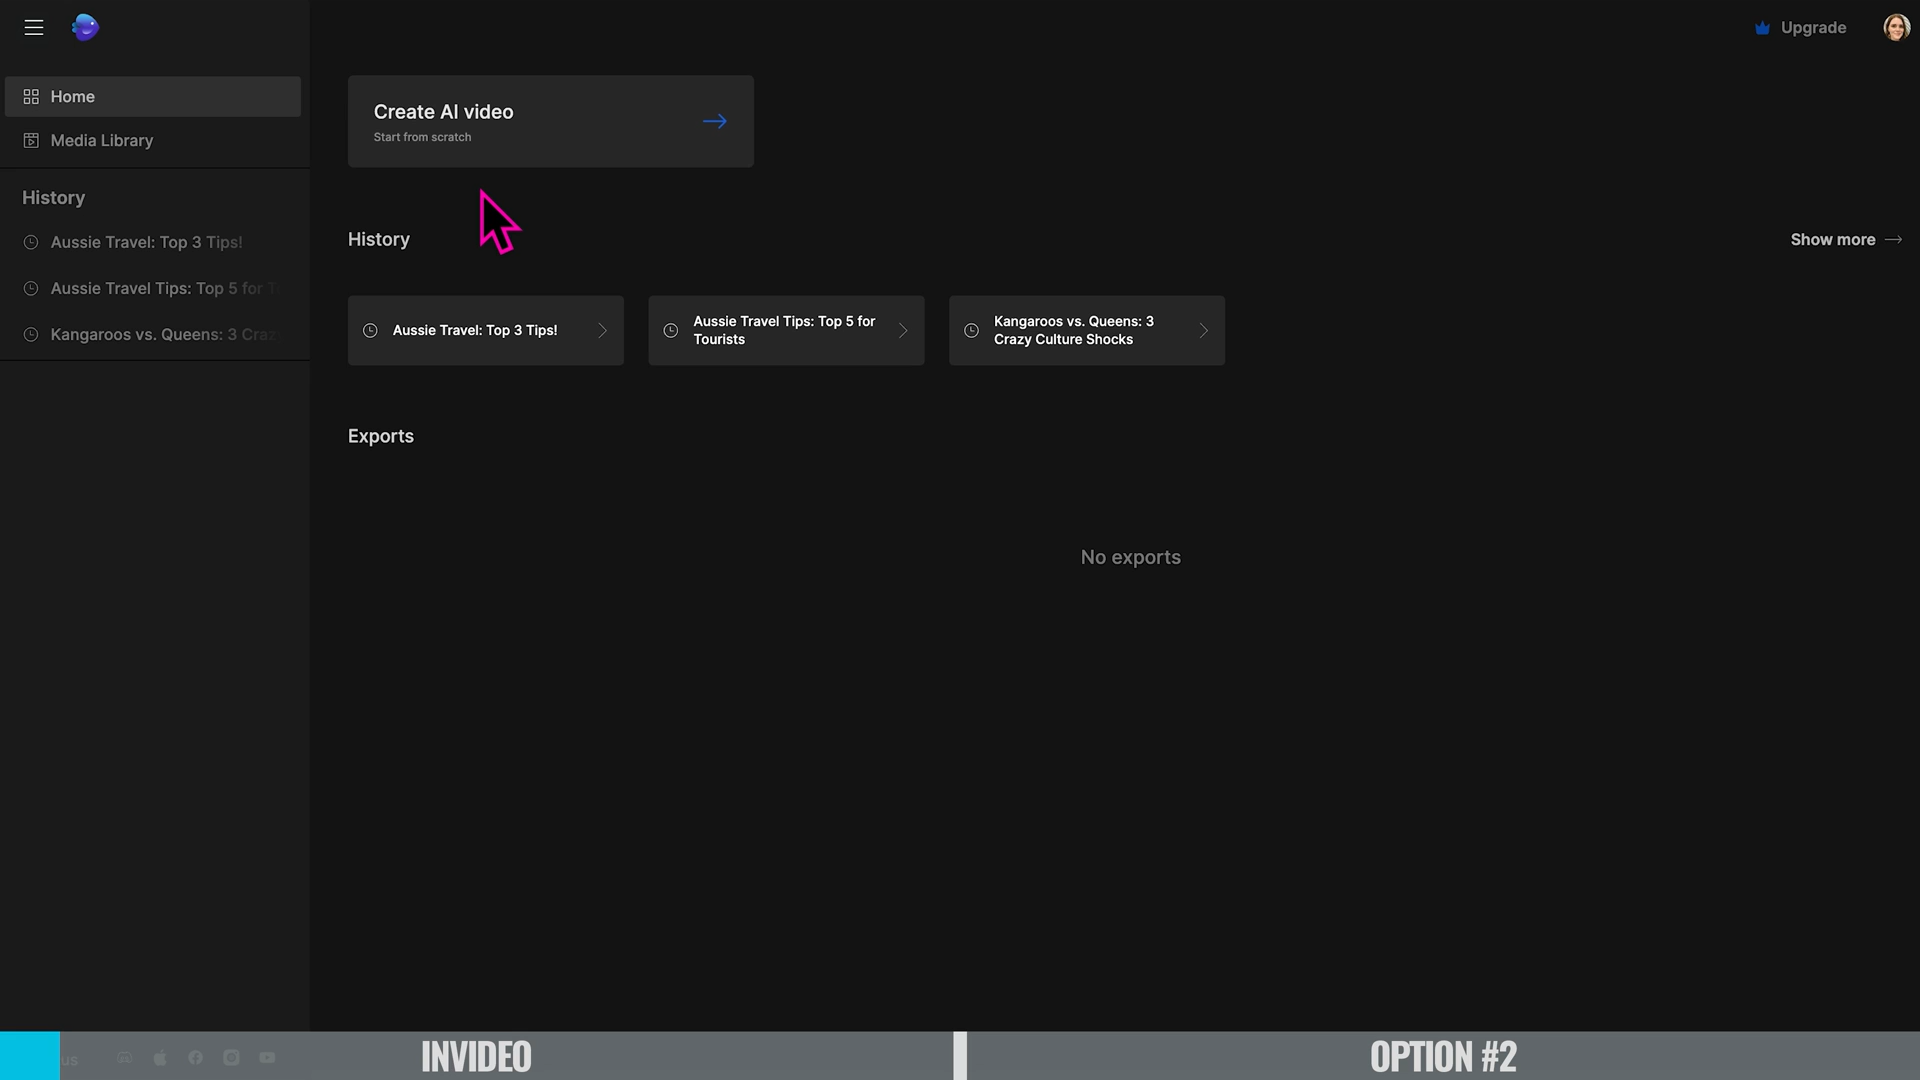 Upgrade
Home
Media Library
History
Aussie Travel: Top 3 Tips!
Aussie Travel Tips: Top 5 for
Kangaroos vs. Queens: 3
Create AI video
Start from scratch
History
Show more
Aussie Travel: Top 3 Tips!
Aussie Travel Tips: Top 5 for
Tourists
Kangaroos vs. Queens: 3
Crazy Culture Shocks
Exports
No exports
us
INVIDEO
OPTION #2